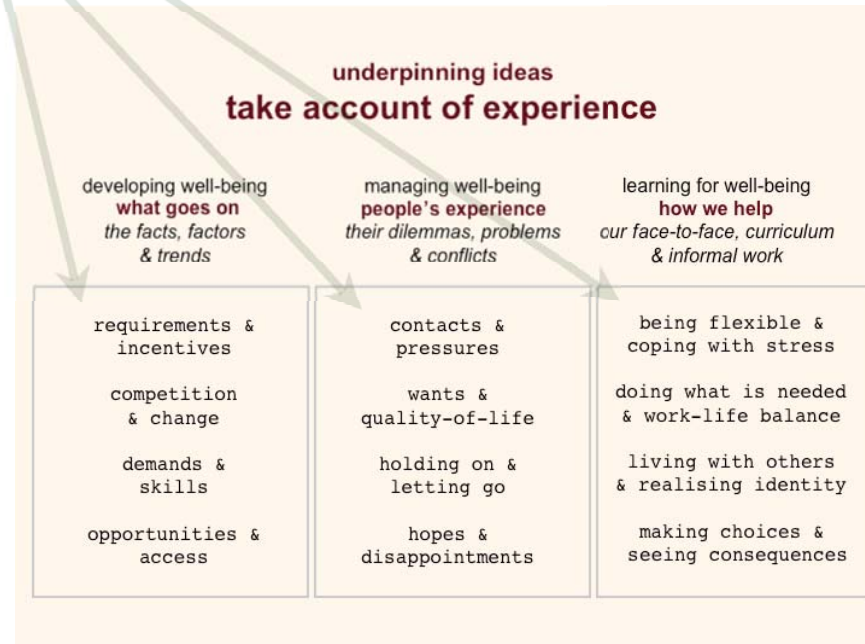 underpinning ideas
take account of experience
developing well-being
what goes on
the facts, factors
& trends
requirements &
incentives
competition
& change
demands &
skills
opportunities &
access
managing well-being
people's experience
their dilemmas, problems
& conflicts
contacts &
pressures
wants &
quality-of-life
holding on &
letting go
hopes &
disappointments
learning for well-being
how we help
our face-to-face, curriculum
& informal work
being flexible &
coping with stress
doing what is needed
& work-life balance
living with others
& realising identity
making choices &
seeing consequences